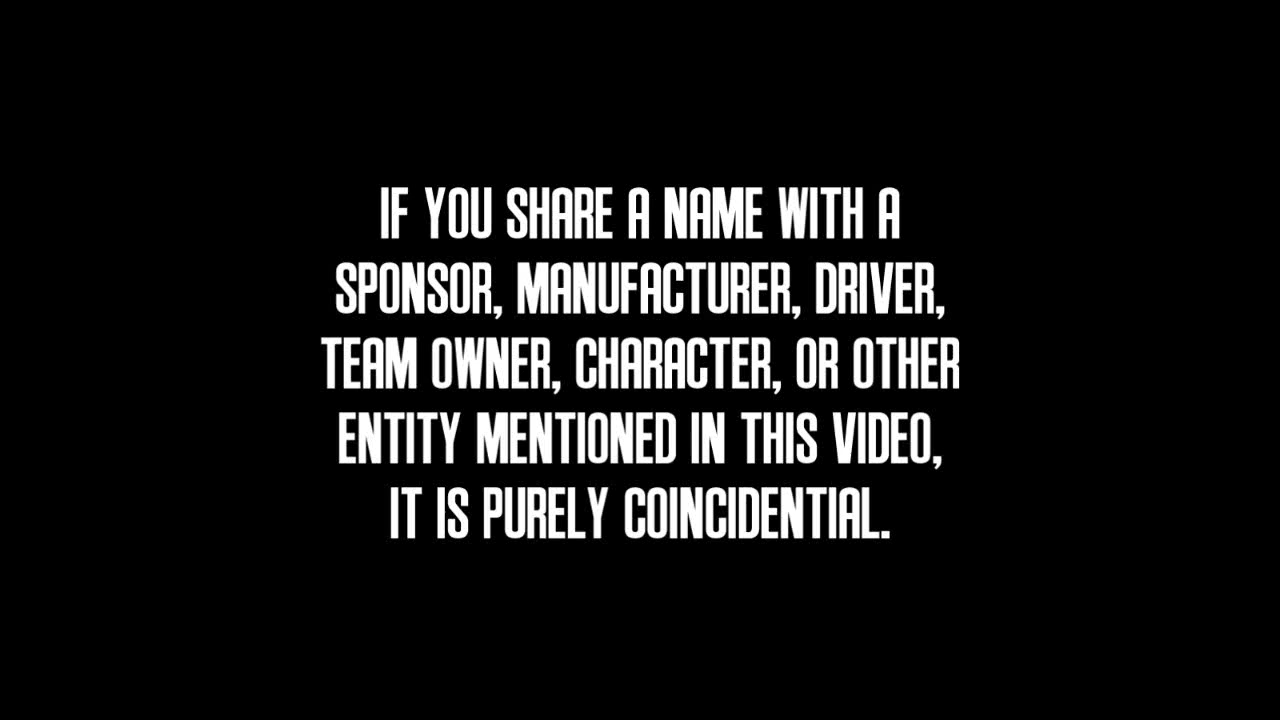 IF YOU SHARE A NAME WITH A
SPONSOR, MANUFACTURER, DRIVER,
TEAM OWNER, CHARACTER, OR OTHER
ENTITY MENTIONED IN THIS VIDEO,
IT IS PURELY COINCIDENTIAL.